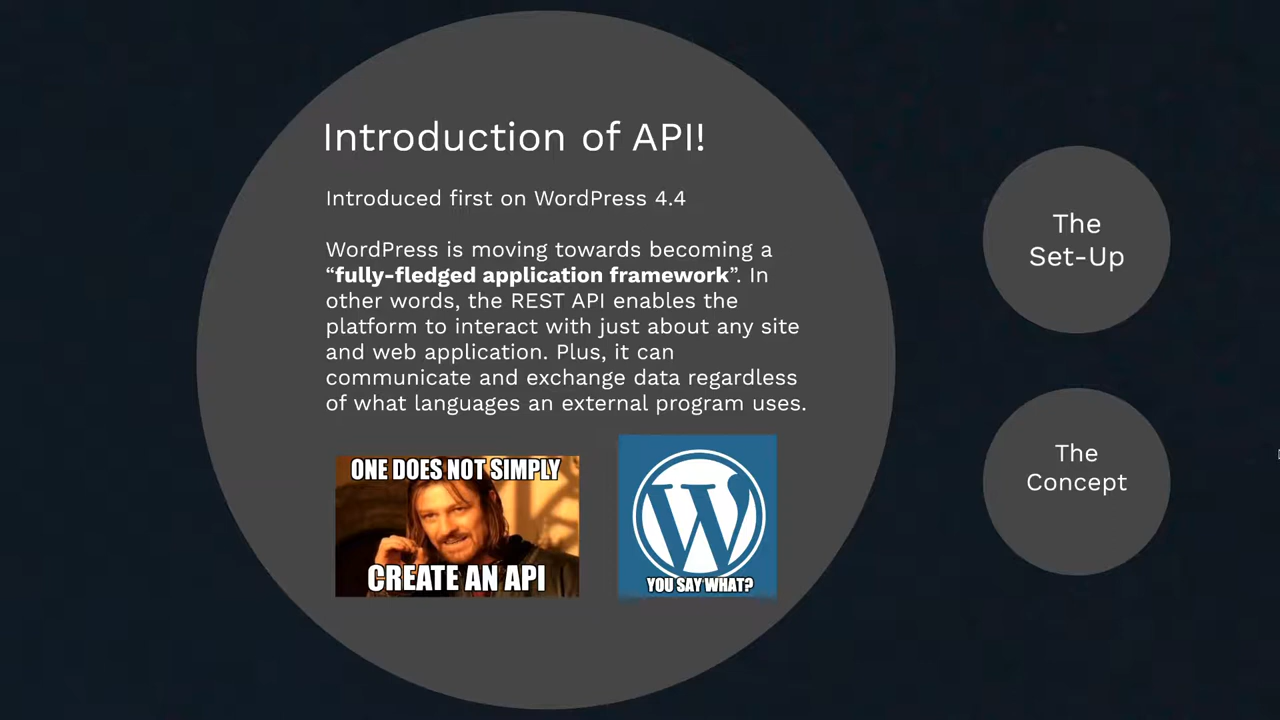 Introduction of API!
Introduced first on WordPress 4.4
WordPress is moving towards becoming a
“fully-fledged application framework”. In
other words, the REST API enables the
platform to interact with just about any site
and web application. Plus, it can
communicate and exchange data regardless
of what languages an external program uses.
ONE DOES NOT SIMPLY
CREATE AN API
W
YOU SAY WHAT?
The
Set-Up
The
Concept